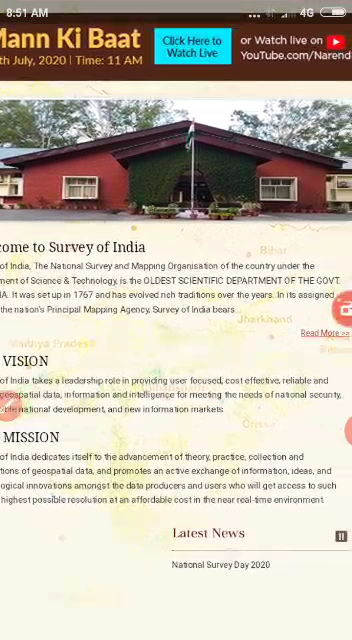 8:51 AM
4G
Mann Ki Baat
th July, 2020 | Time: 11 AM
Click Here to
Watch Live
or Watch live on
YouTube.com/Narend
come to Survey of India
of India, The National Survey and Mapping Organisation of the country under the
ment of Science & Technology, is the OLDEST SCIENTIFIC DEPARTMENT OF THE GOVT.
IA. It was set up in 1767 and has evolved rich traditions over the years. In its assigned
the nation's Principal Mapping Agency, Survey of India bears...
Bihar
Jharkhand
Read More >>
Madhya Pradesh
VISION
of India takes a leadership role in providing user focused, cost effective, reliable and
geospatial data, information and intelligence for meeting the needs of national security,
ble national development, and new information markets.
Orissa
MISSION
of India dedicates itself to the advancement of theory, practice, collection and
tions of geospatial data, and promotes an active exchange of information, ideas, and
ological innovations amongst the data producers and users who will get access to such
highest possible resolution at an affordable cost in the near real-time environment.
Latest News
National Survey Day 2020